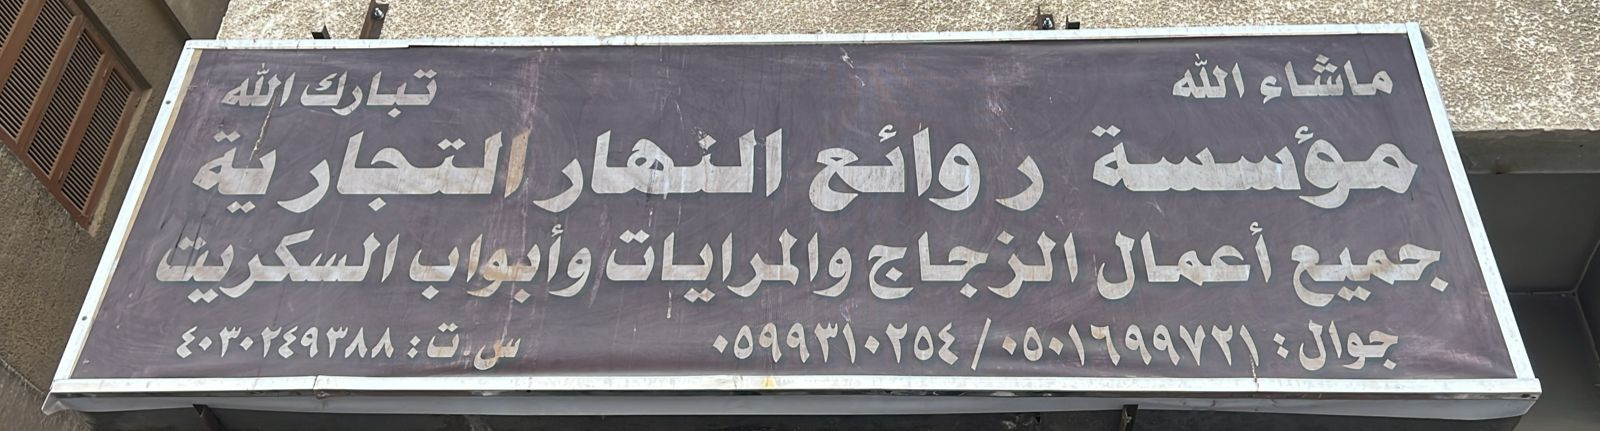 ماشاء الله تبارك الله
مؤسسة روائع النهار التجارية
جميع أعمال الزجاج والمرايات وأبواب السكريت
جوال: ٠٥٠١٦٩٩٧٢١ / ٠٥٩٩٣١٠٢٥٤ س.ت: ٤٠٣٠٢٤٩٣٨٨